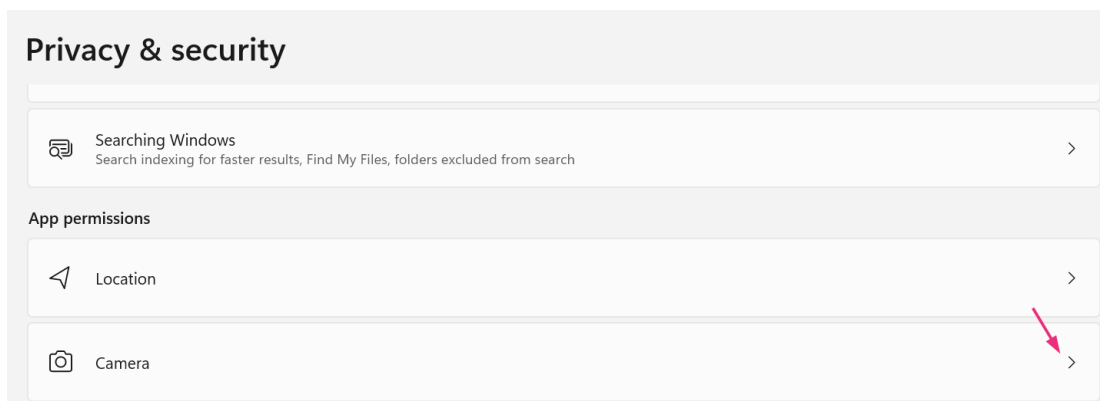 Privacy & security
Searching Windows
Search indexing for faster results, Find My Files, folders excluded from search
App permissions
Location
Camera